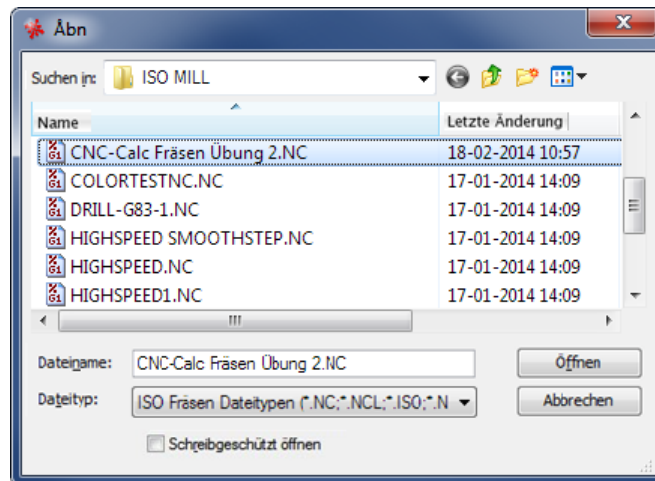 Åbn
Suchen in: ISO MILL
Name Letzte Änderung
CNC-Calc Fräsen Übung 2.NC 18-02-2014 10:57
COLORTESTNC.NC 17-01-2014 14:09
DRILL-G83-1.NC 17-01-2014 14:09
HIGHSPEED SMOOTHSTEP.NC 17-01-2014 14:09
HIGHSPEED.NC 17-01-2014 14:09
HIGHSPEED1.NC 17-01-2014 14:09
Dateiname: CNC-Calc Fräsen Übung 2.NC Öffnen
Dateityp: ISO Fräsen Dateitypen (*.NC;*.NCL;*.ISO;*.N Abbrechen
Schreibgeschützt öffnen